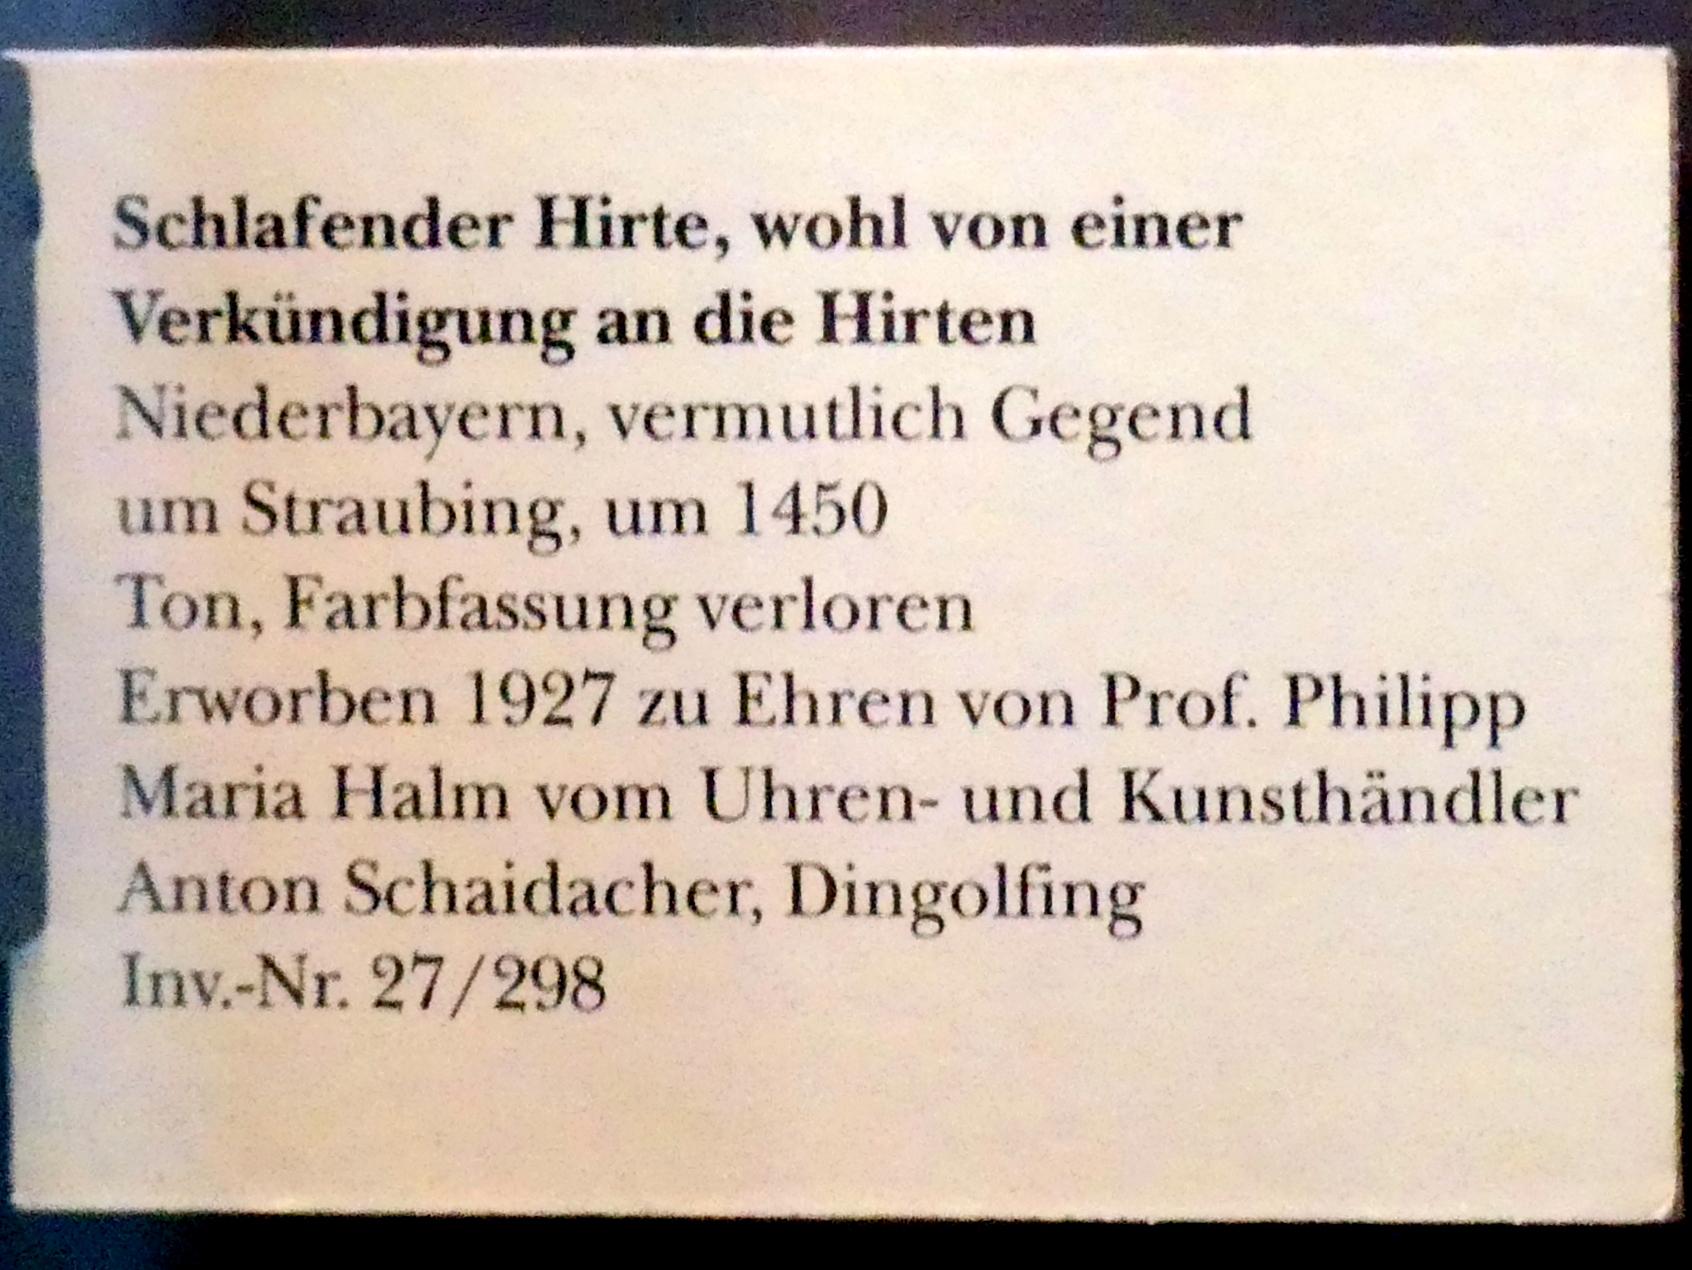 Schlafender Hirte, wohl von einer
Verkündigung an die Hirten
Niederbayern, vermutlich Gegend
um Straubing, um 1450
Ton, Farbfassung verloren
Erworben 1927 zu Ehren von Prof. Philipp
Maria Halm vom Uhren- und Kunsthändler
Anton Schaidacher, Dingolfing
Inv.-Nr. 27/298